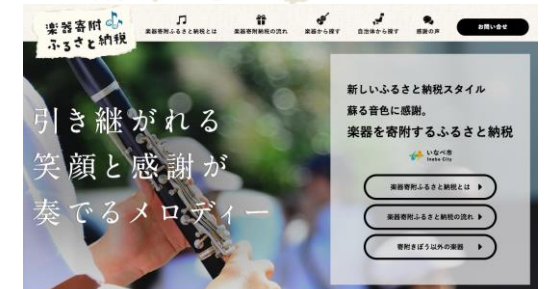 楽器寄附
ふるさと納税
楽器寄附ふるさと納税とは
楽器寄附納税の流れ
楽器から探す
自治体から探す
感謝の声
お問い合せ
引き継がれる
笑顔と感謝が
奏でるメロディー
新しいふるさと納税スタイル
蘇る音色に感謝。
楽器を寄附するふるさと納税
いなべ市
Inabe City
楽器寄附ふるさと納税とは
楽器寄附ふるさと納税の流れ
寄附きぼう以外の楽器